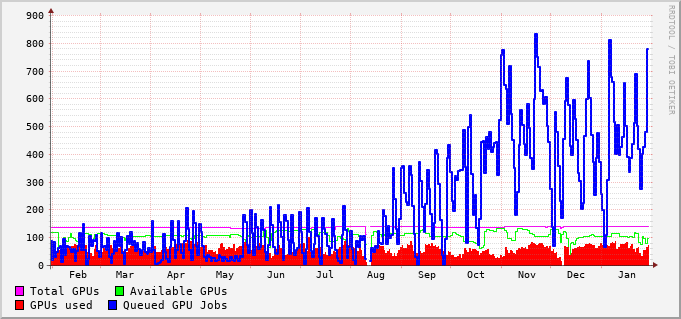 900
800
700
600
500
400
300
200
100
0
Feb Mar Apr May Jun Jul Aug Sep Oct Nov Dec Jan
Total GPUs Available GPUs
GPUs used Queued GPU Jobs
RRDTOOL / TOBI OETIKER